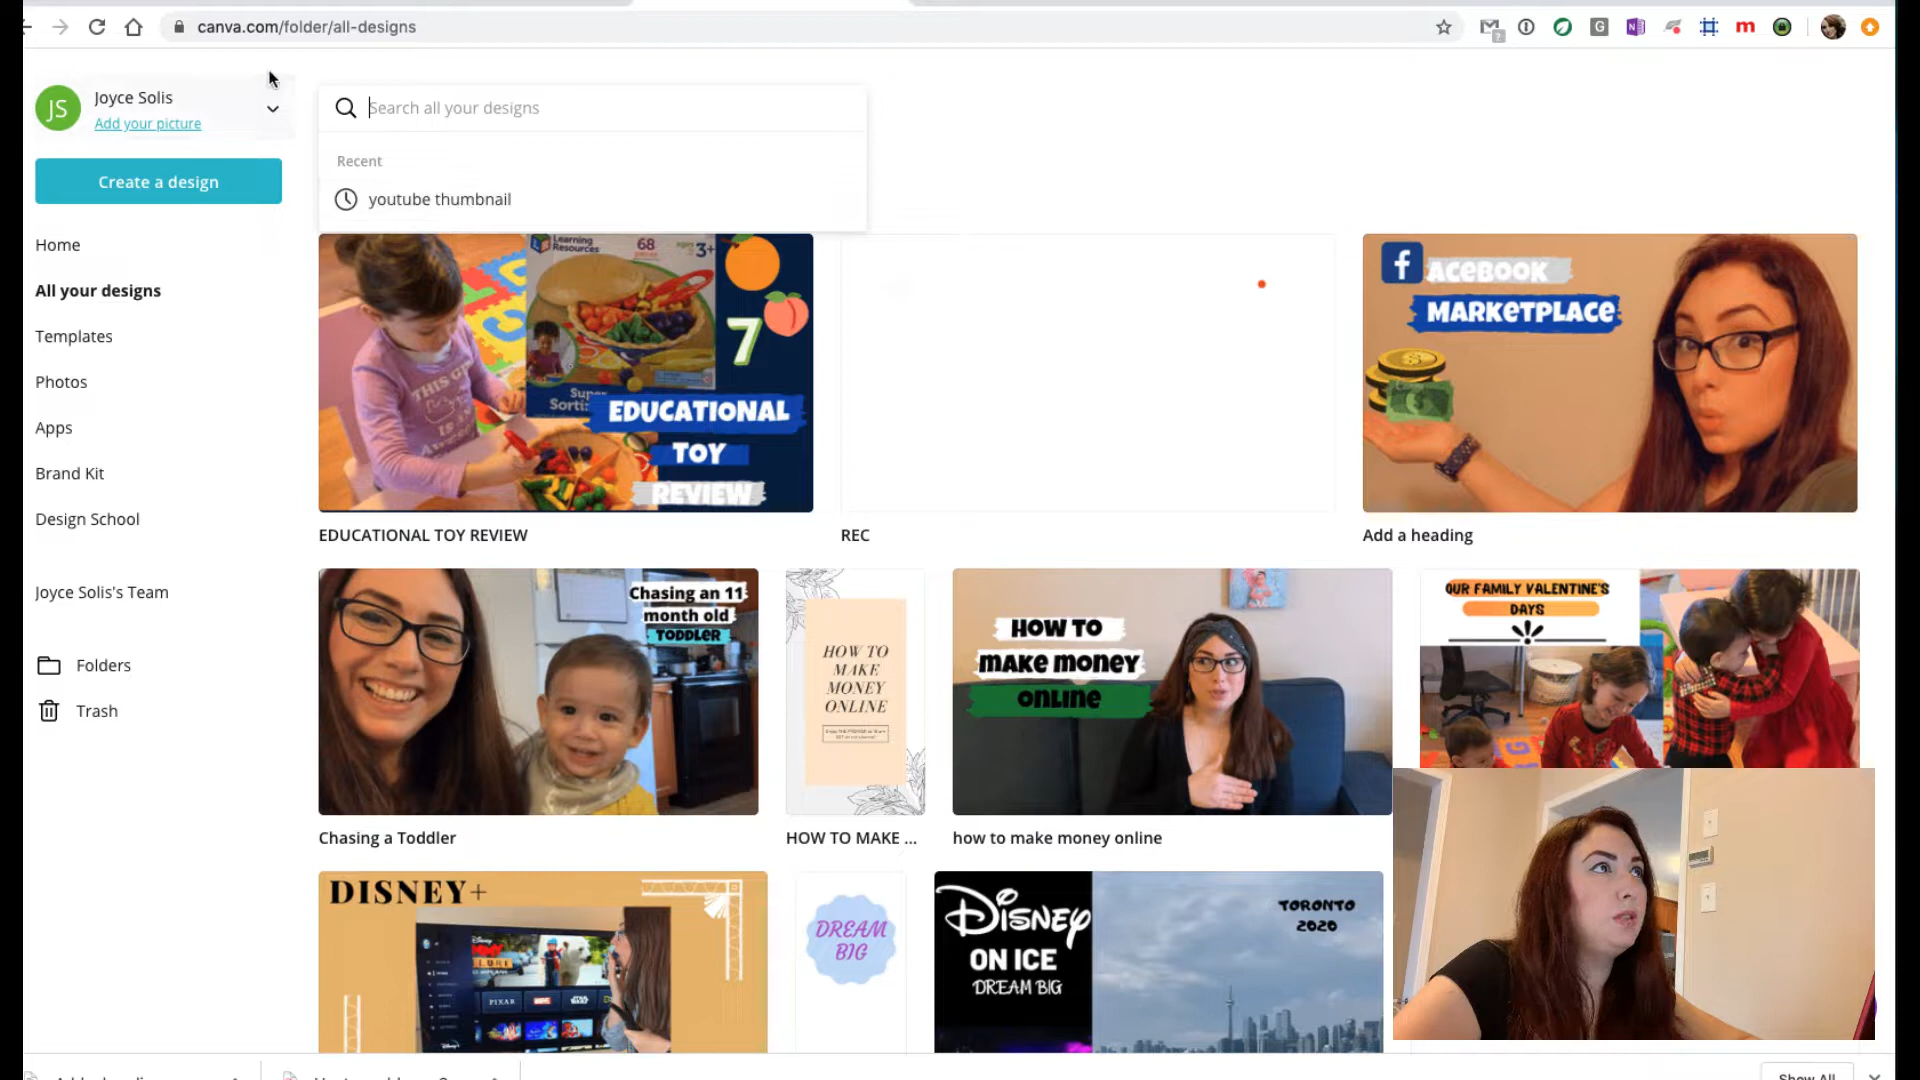 canva.com/folder/all-designs
JS
Joyce Solis
Add your picture
Search all your designs
Recent
youtube thumbnail
Create a design
Home
All your designs
Templates
Photos
Apps
Brand Kit
Design School
Joyce Solis's Team
Folders
Trash
Learning
Resources
68
3+
7
EDUCATIONAL
TOY
REVIEW
EDUCATIONAL TOY REVIEW
REC
f ACEBOOK
MARKETPLACE
Add a heading
Chasing an 11
month old
TODDLER
Chasing a Toddler
HOW TO
MAKE
MONEY
ONLINE
HOW TO MAKE ...
HOW TO
make money
online
how to make money online
OUR FAMILY VALENTINE'S
DAYS
DISNEY+
PIXAR
DREAM
BIG
Disney
ON ICE
DREAM BIG
TORONTO
2020
Show All